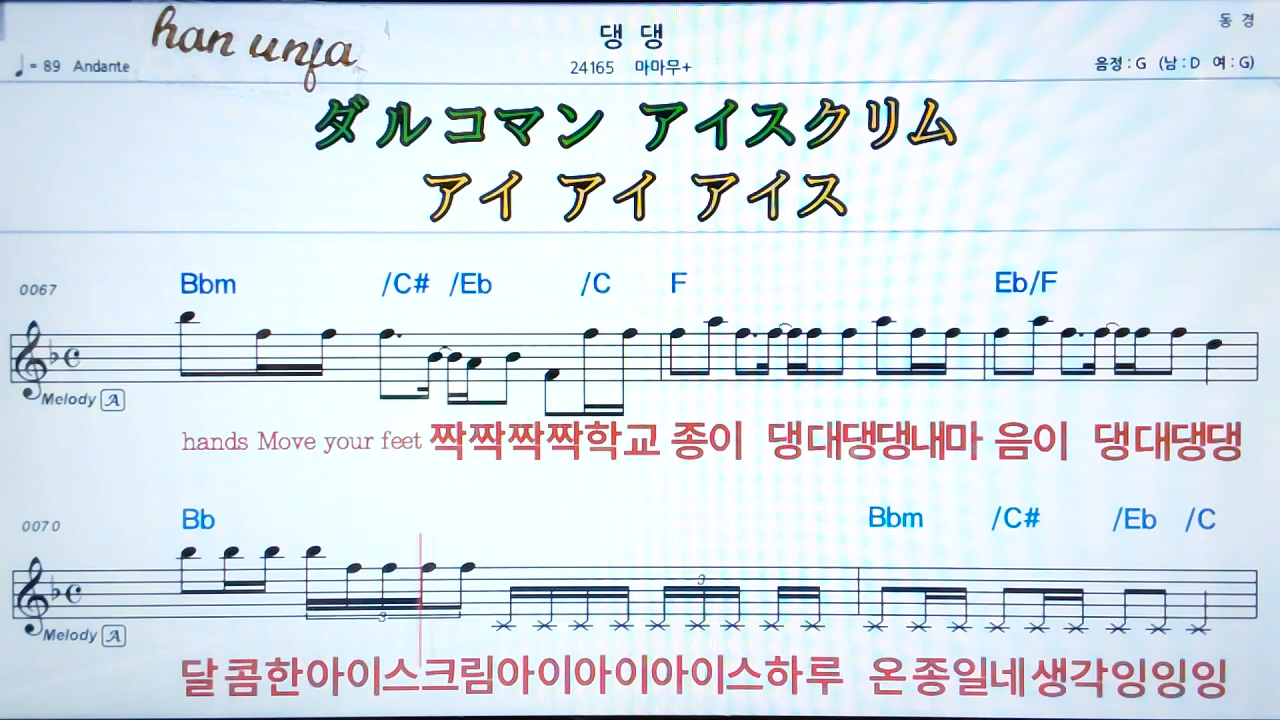 han unja
댕 댕
동 경
♩= 89 Andante
24165 마마무+
음정 : G (남 : D 여 : G)
ダルコマン アイスクリム
アイ アイ アイス
0067
Bbm /C# /Eb /C F Eb/F
Melody A
hands Move your feet 짝짝짝짝학교 종이 댕대댕댕내마 음이 댕대댕댕
0070
Bb Bbm /C# /Eb /C
3 3
Melody A
달콤한아이스크림아이아이아이스하루 온종일네생각잉잉잉